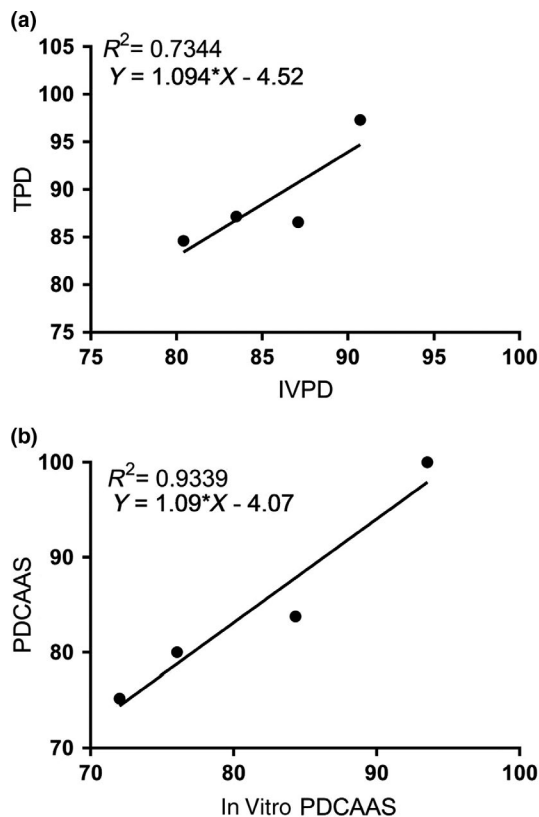 (a)
R²= 0.7344
Y = 1.094*X - 4.52
105
100
95
90
85
80
75
TPD
75 80 85 90 95 100
IVPD
(b)
R²= 0.9339
Y = 1.09*X - 4.07
100
90
80
70
PDCAAS
70 80 90 100
In Vitro PDCAAS